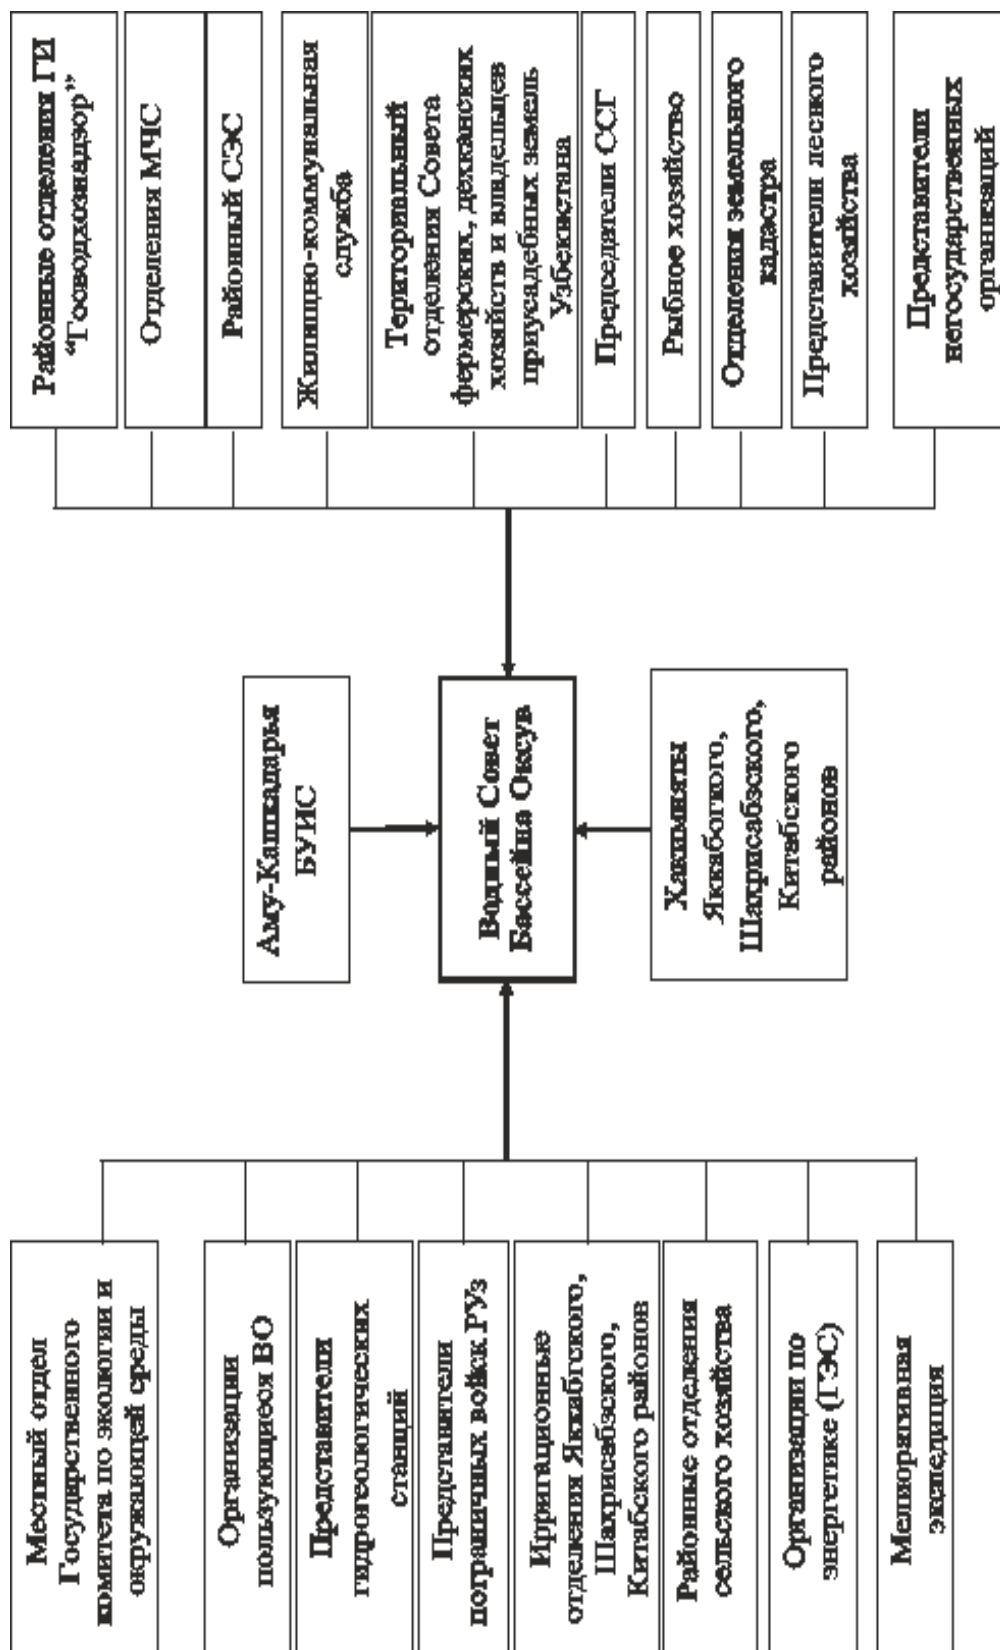 Местный отдел
Государственного
комитета по экологии и
окружающей среды
Организации
пользующиеся ВО
Представители
гидрогеологических
станций
Представители
пограничных войск РУз
Ирригационные
отделения Яккабгского,
Шахрисабзского,
Китабского районов
Районные отделения
сельского хозяйства
Организации по
энергетике (ГЭС)
Мелиоративная
экспедиция
Аму-Кашкадарья
БУИС
Водный Совет
Бассейна Оксув
Хакимияты
Яккабогкого,
Шахрисабзского,
Китабского
районов
Районные отделения ГИ
“Госводхознадзор”
Отделения МЧС
Районный СЭС
Жилищно-коммунальная
служба
Териториальный
отделения Совета
фермерских, дехканских
хозяйств и владельцев
приусадебных земель
Узбекистана
Председатели ССГ
Рыбное хозяйство
Отделения земельного
кадастра
Представители лесного
хозяйства
Представители
негосударственных
организаций